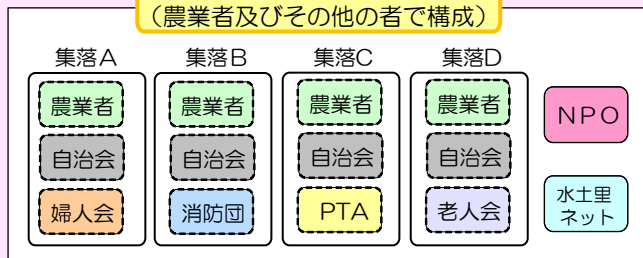 （農業者及びその他の者で構成）
集落A
集落B
集落C
集落D
農業者
農業者
農業者
農業者
自治会
自治会
自治会
自治会
婦人会
消防団
PTA
老人会
NPO
水土里
ネット